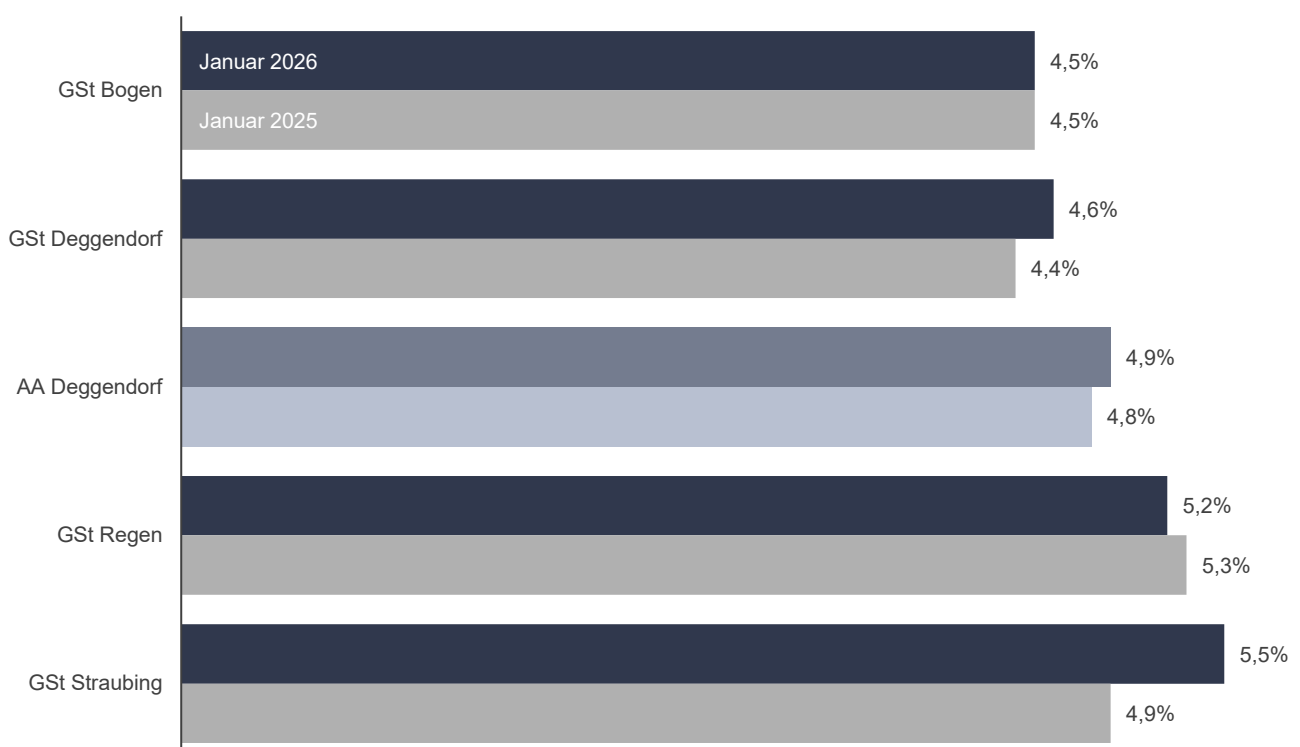 Januar 2026 4,5%
GSt Bogen
Januar 2025 4,5%
4,6%
GSt Deggendorf
4,4%
4,9%
AA Deggendorf
4,8%
5,2%
GSt Regen
5,3%
5,5%
GSt Straubing
4,9%